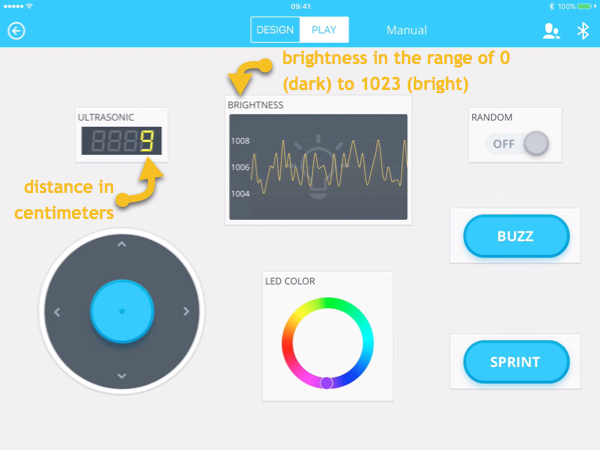 09:41
100%
DESIGN PLAY Manual
brightness in the range of 0
(dark) to 1023 (bright)
BRIGHTNESS
ULTRASONIC
9
1008
1006
1004
RANDOM
OFF
distance in
centimeters
BUZZ
LED COLOR
SPRINT